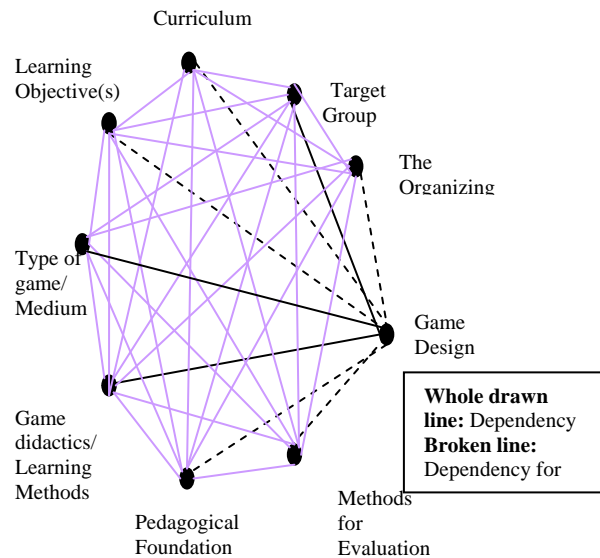 Curriculum
Learning
Objective(s)
Target
Group
The
Organizing
Type of
game/
Medium
Game
Design
Whole drawn
line: Dependency
Broken line:
Dependency for
Game
didactics/
Learning
Methods
Methods
for
Evaluation
Pedagogical
Foundation